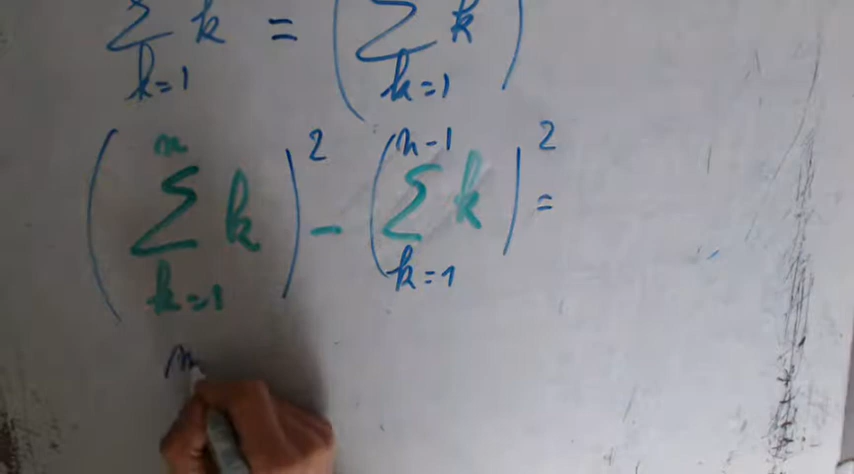 ∑ k = ( ∑ k )
k=1 k=1
( ∑ k )² - ( ∑ k )² =
n n-1
k=1 k=1
n